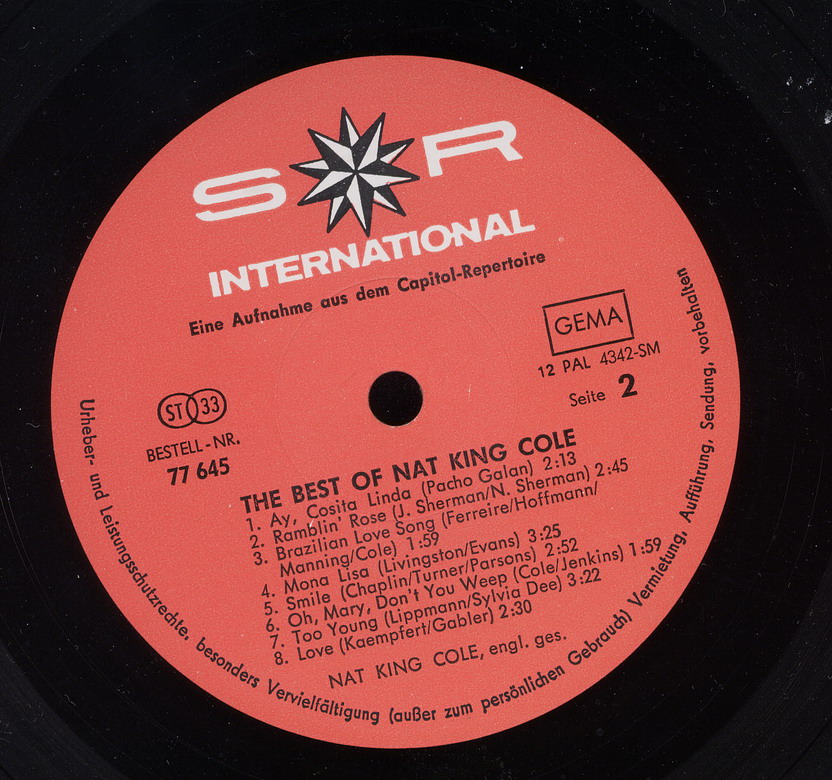 S R
INTERNATIONAL
Eine Aufnahme aus dem Capitol-Repertoire
GEMA
12 PAL 4342-SM
Seite 2
ST 33
BESTELL-NR.
77 645
THE BEST OF NAT KING COLE
1. Ay, Cosita Linda (Pacho Galan) 2:13
2. Ramblin' Rose (J. Sherman/N. Sherman) 2:45
3. Brazilian Love Song (Ferreire/Hoffmann/
Manning/Cole) 1:59
4. Mona Lisa (Livingston/Evans) 3:25
5. Smile (Chaplin/Turner/Parsons) 2:52
6. Oh, Mary, Don't You Weep (Cole/Jenkins) 1:59
7. Too Young (Lippmann/Sylvia Dee) 3:22
8. Love (Kaempfert/Gabler) 2:30
NAT KING COLE, engl. ges.
Urheber- und Leistungsschutzrechte, besonders Vervielfältigung (außer zum persönlichen Gebrauch) Vermietung, Aufführung, Sendung, vorbehalten